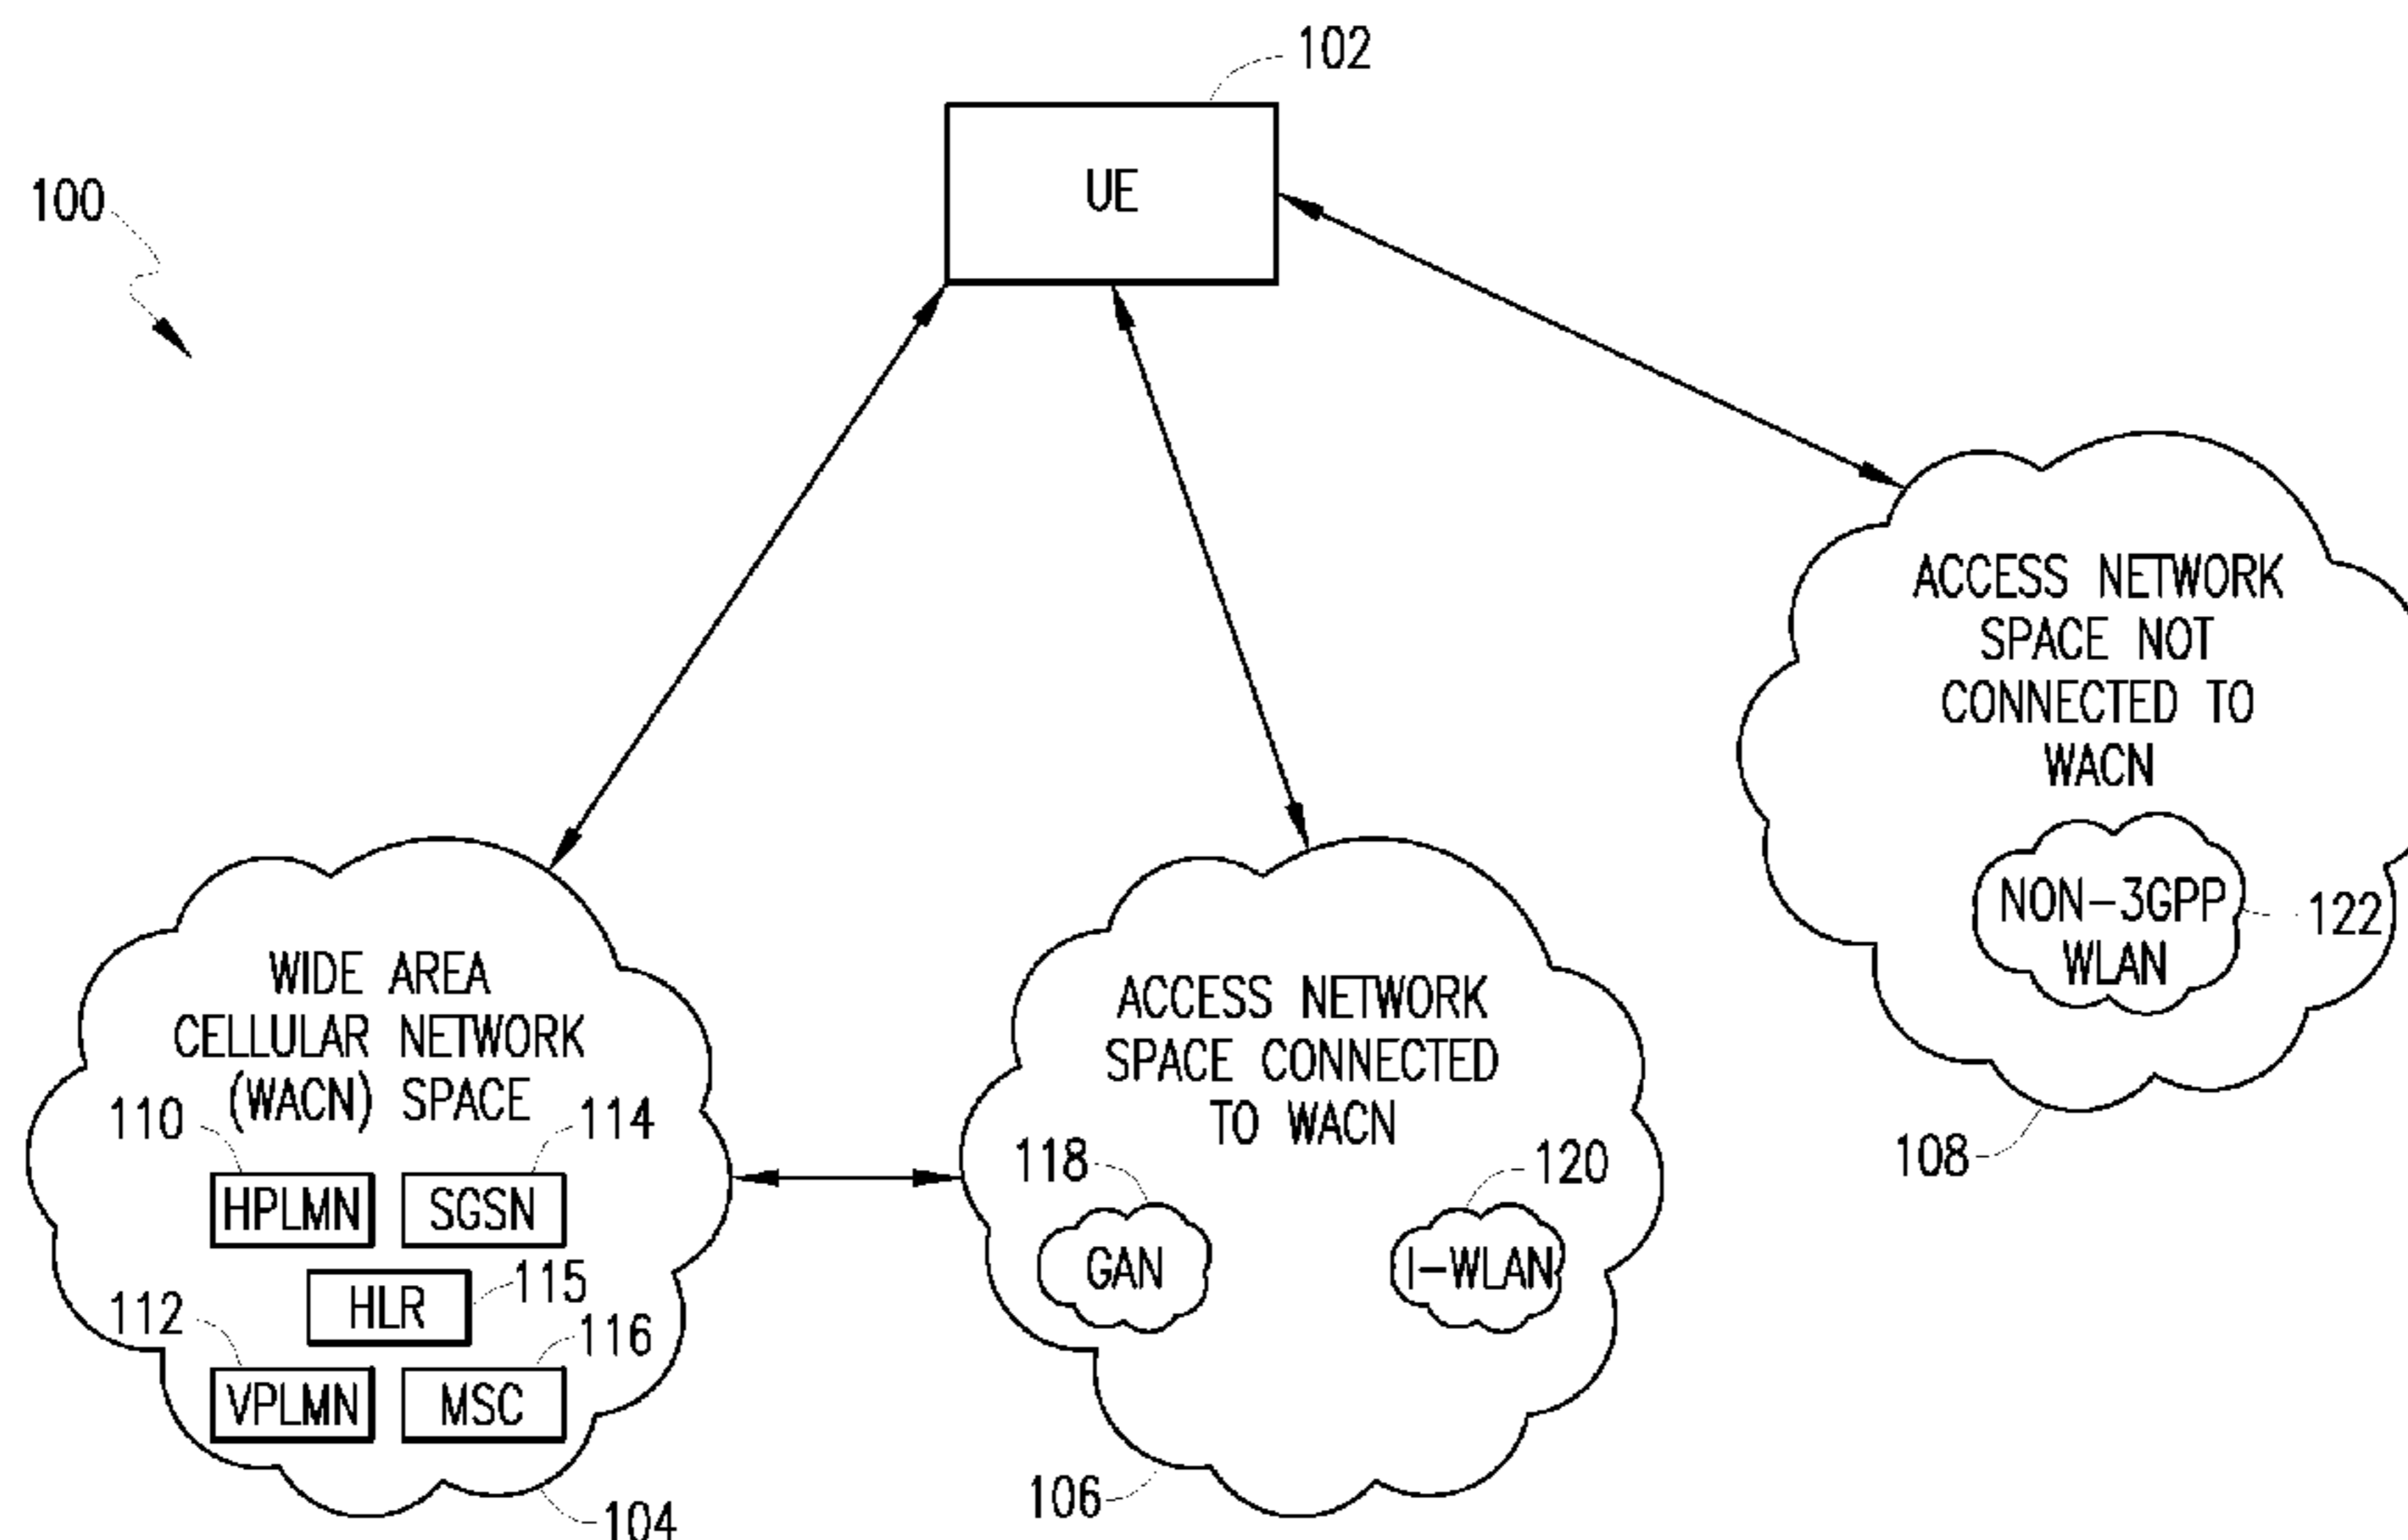 102
UE
100
ACCESS NETWORK
SPACE NOT
CONNECTED TO
WACN
NON-3GPP
WLAN
122
108
WIDE AREA
CELLULAR NETWORK
(WACN) SPACE
110
114
HPLMN
SGSN
HLR
115
112
116
VPLMN
MSC
104
ACCESS NETWORK
SPACE CONNECTED
TO WACN
118
120
GAN
I-WLAN
106